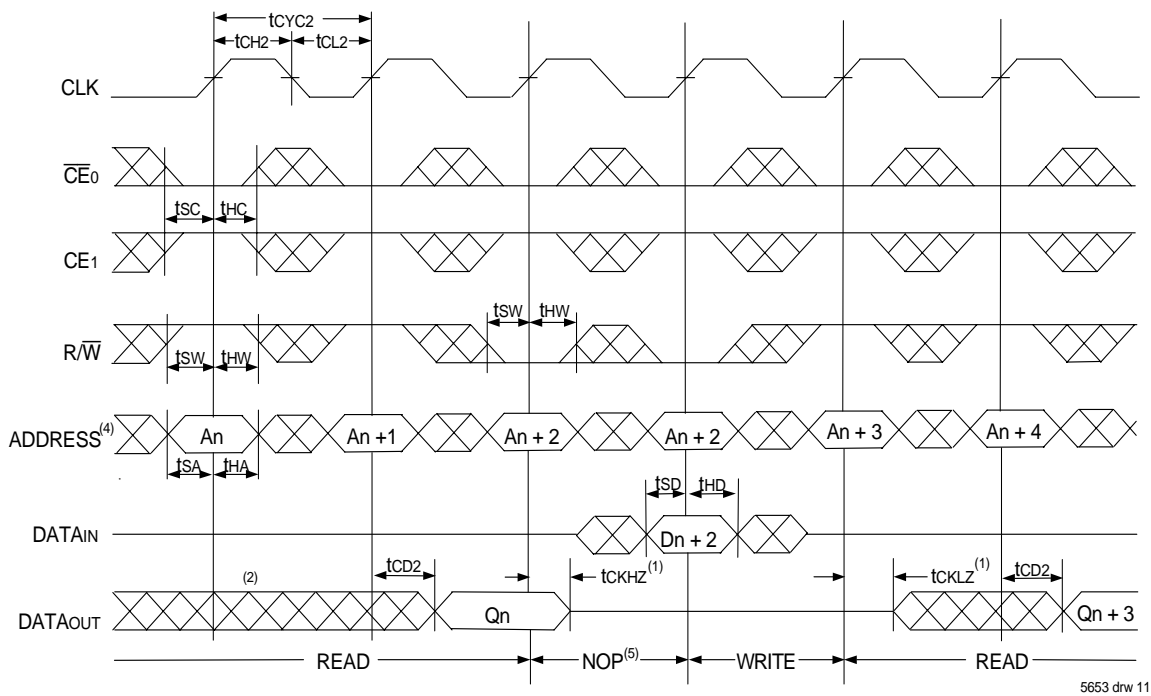 tCYC2
tCH2 tCL2
CLK
CE0
tSC tHC
CE1
tSW tHW
R/W
tSW tHW
ADDRESS(4) An An +1 An + 2 An + 2 An + 3 An + 4
tSA tHA
tSD tHD
DATAIN Dn + 2
tCD2 tCKHZ(1) tCKLZ(1) tCD2
(2)
DATAOUT Qn Qn + 3
READ NOP(5) WRITE READ
5653 drw 11